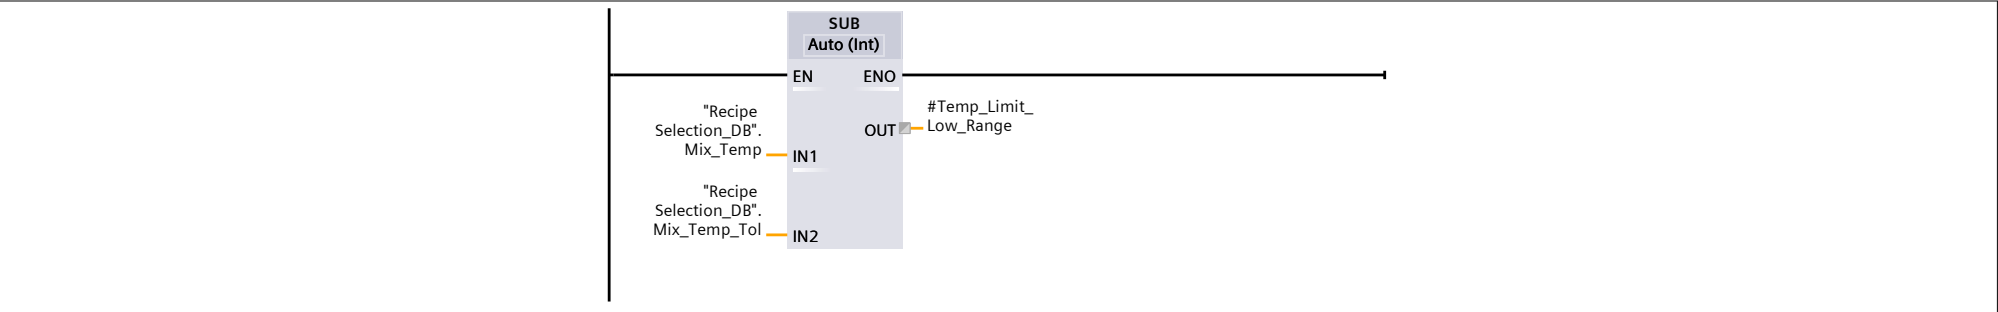 SUB
Auto (Int)
EN
ENO
"Recipe
Selection_DB".
Mix_Temp
IN1
OUT
#Temp_Limit_
Low_Range
"Recipe
Selection_DB".
Mix_Temp_Tol
IN2